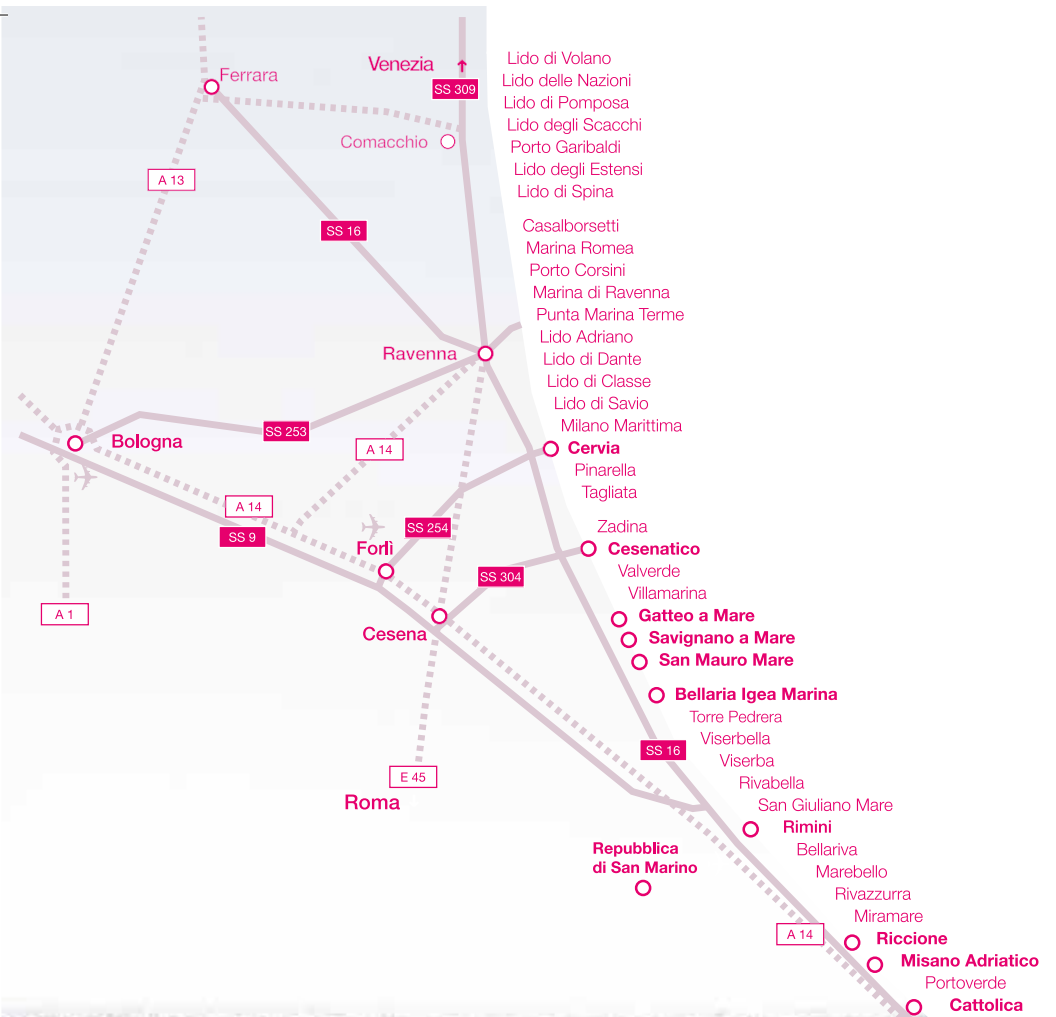 Ferrara
Venezia
SS 309
Comacchio
A 13
SS 16
Ravenna
Bologna
SS 253
A 14
A 14
SS 9
Forlì
SS 254
SS 304
A 1
Cesena
E 45
Roma
SS 16
Repubblica
di San Marino
A 14
Lido di Volano
Lido delle Nazioni
Lido di Pomposa
Lido degli Scacchi
Porto Garibaldi
Lido degli Estensi
Lido di Spina
Casalborsetti
Marina Romea
Porto Corsini
Marina di Ravenna
Punta Marina Terme
Lido Adriano
Lido di Dante
Lido di Classe
Lido di Savio
Milano Marittima
Cervia
Pinarella
Tagliata
Zadina
Cesenatico
Valverde
Villamarina
Gatteo a Mare
Savignano a Mare
San Mauro Mare
Bellaria Igea Marina
Torre Pedrera
Viserbella
Viserba
Rivabella
San Giuliano Mare
Rimini
Bellariva
Marebello
Rivazzurra
Miramare
Riccione
Misano Adriatico
Portoverde
Cattolica